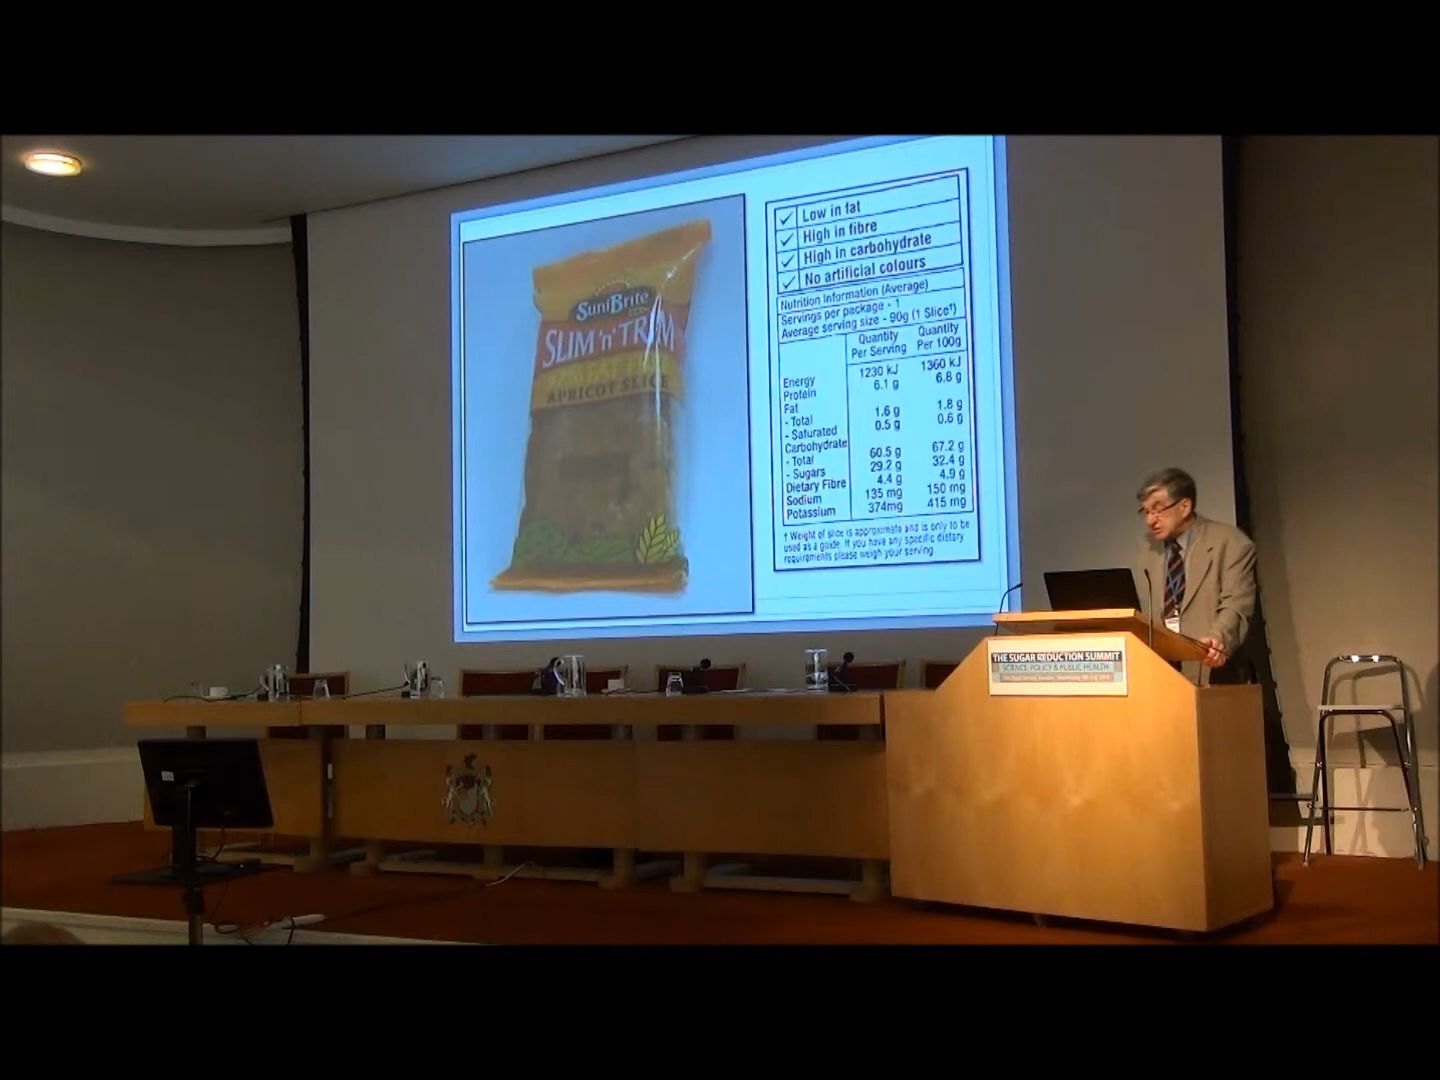 SuniBrite
SLIM 'n' TRIM
APRICOT SLICE
Low in fat
High in fibre
High in carbohydrate
No artificial colours
Nutrition Information (Average)
Servings per package - 1
Average serving size - 90g (1 Slice†)
Quantity Per Serving Quantity Per 100g
Energy 1230 kJ 1360 kJ
Protein 6.1 g 6.8 g
Fat
- Total 1.6 g 1.8 g
- Saturated 0.5 g 0.6 g
Carbohydrate
- Total 60.5 g 67.2 g
- Sugars 29.2 g 32.4 g
Dietary Fibre 4.4 g 4.9 g
Sodium 135 mg 150 mg
Potassium 374mg 415 mg
† Weight of slice is approximate and is only to be
used as a guide. If you have any specific dietary
requirements please weigh your serving.
THE SUGAR REDUCTION SUMMIT
SCIENCE, POLICY & PUBLIC HEALTH